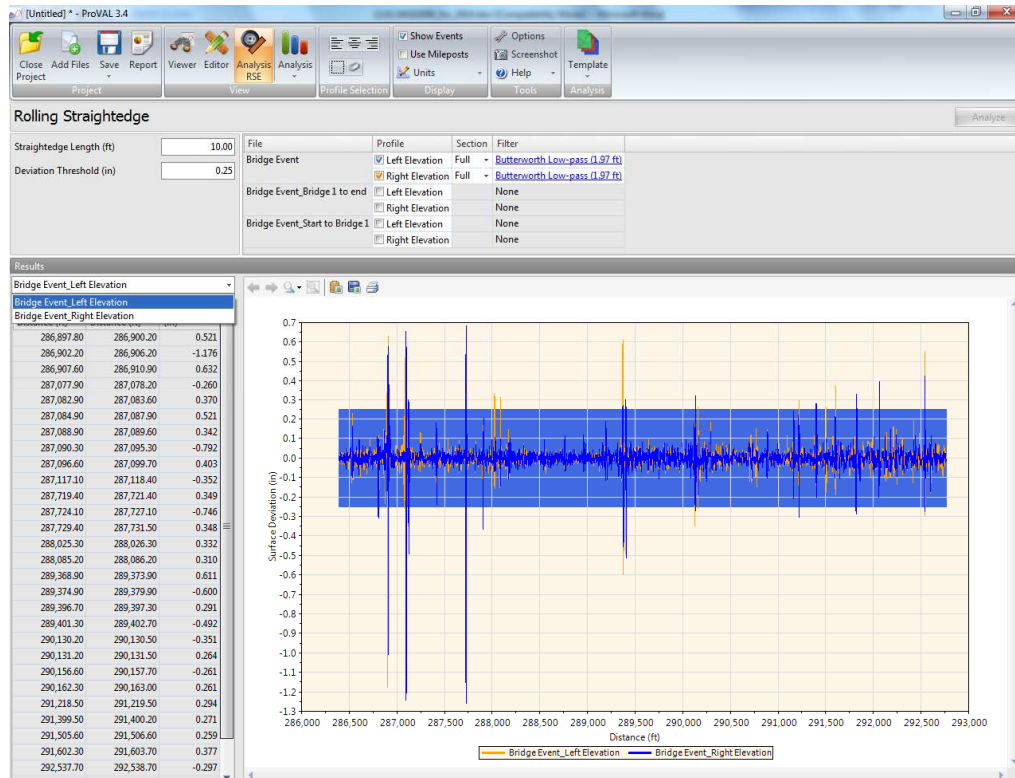 [Untitled] * - ProVAL 3.4
Close Project Add Files Save Report Viewer Editor Analysis RSE Analysis
Show Events
Use Mileposts
Units
Options
Screenshot
Help
Template
Project View Profile Selection Display Tools Analysis
Rolling Straightedge Analyze
Straightedge Length (ft) 10.00
Deviation Threshold (in) 0.25
File Profile Section Filter
Bridge Event Left Elevation Full Butterworth Low-pass (1.97 ft)
Right Elevation Full Butterworth Low-pass (1.97 ft)
Bridge Event_Bridge 1 to end Left Elevation None
Right Elevation None
Bridge Event_Start to Bridge 1 Left Elevation None
Right Elevation None
Results
Bridge Event_Left Elevation
Bridge Event_Left Elevation
Bridge Event_Right Elevation
286,897.80 286,900.20 0.521
286,902.20 286,906.20 -1.176
286,907.60 286,910.90 0.632
287,077.90 287,078.20 -0.260
287,082.90 287,083.60 0.370
287,084.90 287,087.90 0.521
287,088.90 287,089.60 0.342
287,090.30 287,095.30 -0.792
287,096.60 287,099.70 0.403
287,117.10 287,118.40 -0.352
287,719.40 287,721.40 0.349
287,724.10 287,727.10 -0.746
287,729.40 287,731.50 0.348
288,025.30 288,026.30 0.332
288,085.20 288,086.20 0.310
289,368.90 289,373.90 0.611
289,374.90 289,379.90 -0.600
289,396.70 289,397.30 0.291
289,401.30 289,402.70 -0.492
290,130.20 290,130.50 -0.351
290,131.20 290,131.50 0.264
290,156.60 290,157.70 -0.261
290,162.30 290,163.00 0.261
291,218.50 291,219.50 0.294
291,399.50 291,400.20 0.271
291,505.60 291,506.60 0.259
291,602.30 291,603.70 0.377
292,537.70 292,538.70 -0.297
Surface Deviation (in)
0.7
0.6
0.5
0.4
0.3
0.2
0.1
0.0
-0.1
-0.2
-0.3
-0.4
-0.5
-0.6
-0.7
-0.8
-0.9
-1.0
-1.1
-1.2
-1.3
286,000 286,500 287,000 287,500 288,000 288,500 289,000 289,500 290,000 290,500 291,000 291,500 292,000 292,500 293,000
Distance (ft)
Bridge Event_Left Elevation Bridge Event_Right Elevation